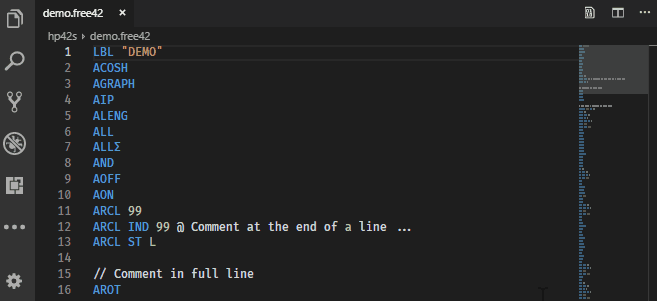 demo.free42 ×
hp42s > demo.free42
1 LBL "DEMO"
2 ACOSH
3 AGRAPH
4 AIP
5 ALENG
6 ALL
7 ALLΣ
8 AND
9 AOFF
10 AON
11 ARCL 99
12 ARCL IND 99 @ Comment at the end of a line ...
13 ARCL ST L
14
15 // Comment in full line
16 AROT